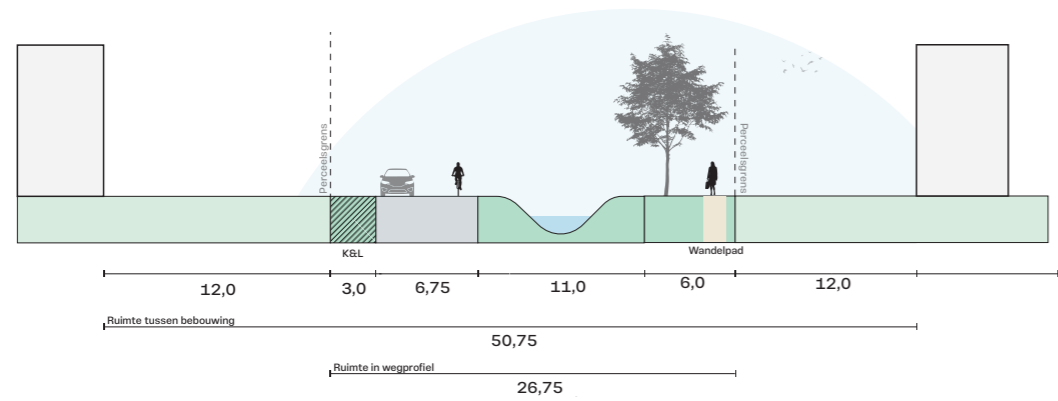 Perceelsgrens
Perceelsgrens
K&L
Wandelpad
12,0
3,0
6,75
11,0
6,0
12,0
Ruimte tussen bebouwing
50,75
Ruimte in wegprofiel
26,75